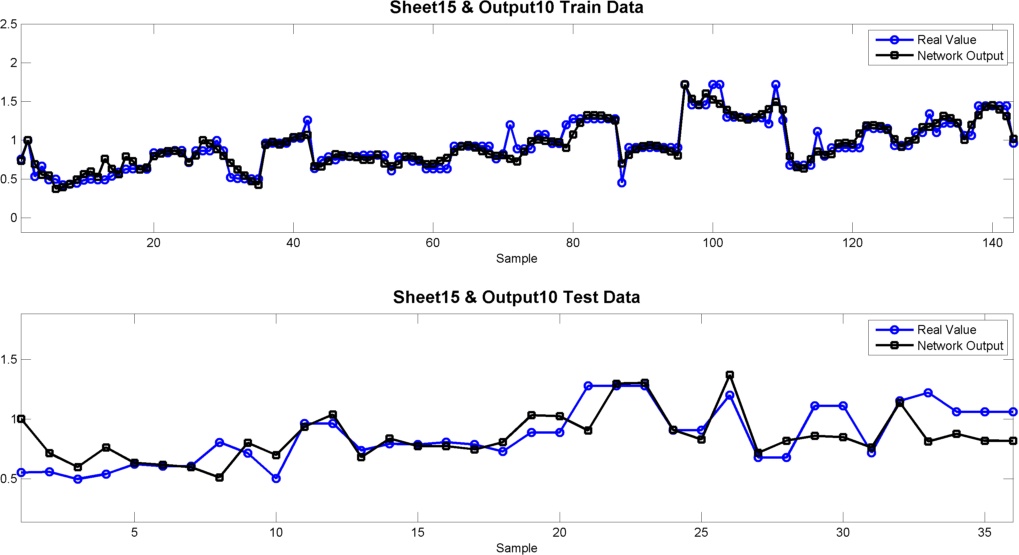 Sheet15 & Output10 Train Data
2.5
2
1.5
1
0.5
0
Real Value
Network Output
20 40 60 80 100 120 140
Sample
Sheet15 & Output10 Test Data
1.5
1
0.5
Real Value
Network Output
5 10 15 20 25 30 35
Sample